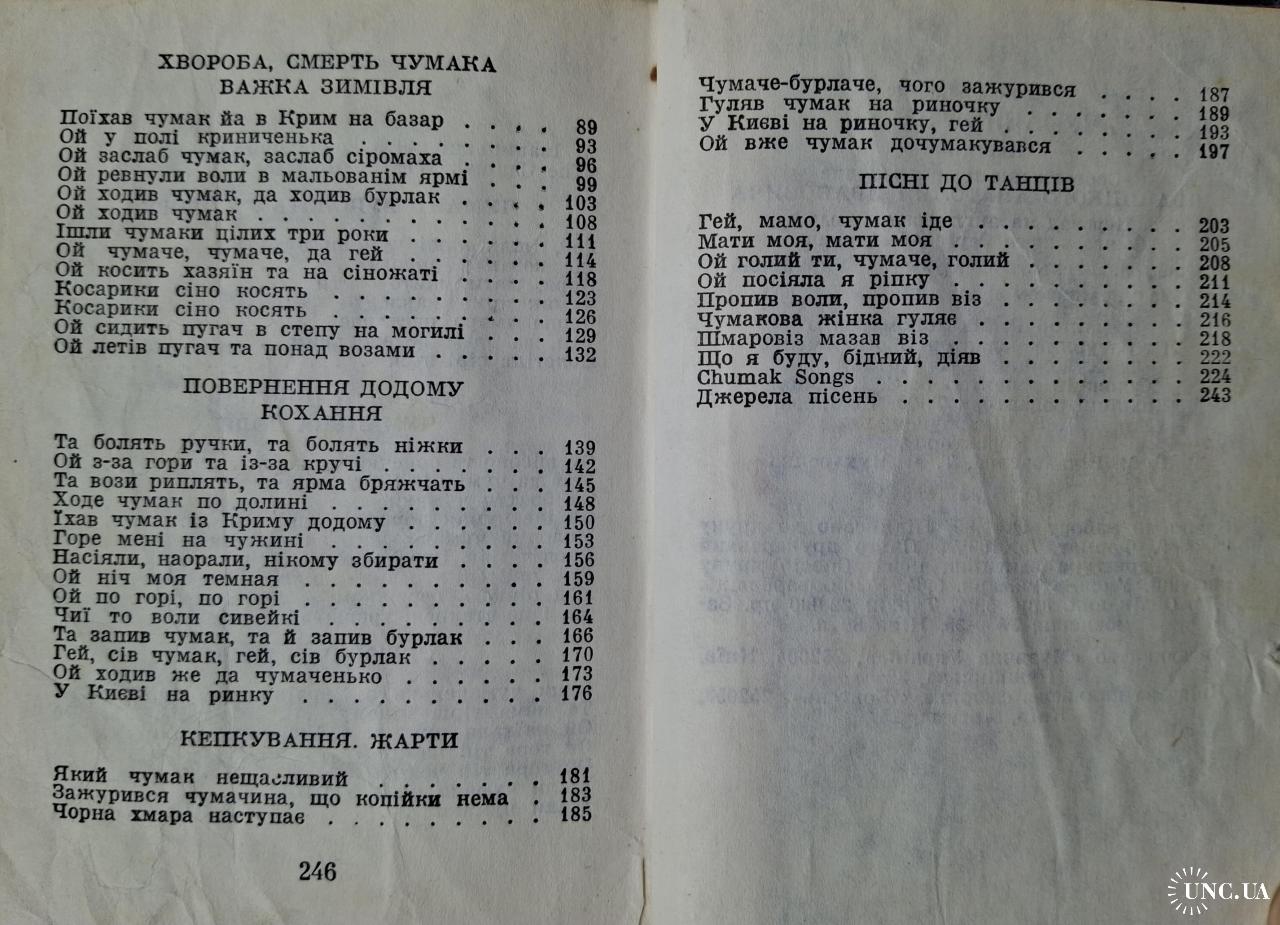 ХВОРОБА, СМЕРТЬ ЧУМАКА
ВАЖКА ЗИМІВЛЯ
Поїхав чумак йа в Крим на базар . . . . 89
Ой у полі криниченька . . . . . . . 93
Ой заслаб чумак, заслаб сіромаха . . . . 96
Ой ревнули воли в мальованім ярмі . . . 99
Ой ходив чумак, да ходив бурлак . . . . 103
Ой ходив чумак . . . . . . . . . . . 108
Ішли чумаки цілих три роки . . . . . . 111
Ой чумаче, чумаче, да гей . . . . . . 114
Ой косить хазяїн та на сіножаті . . . . 118
Косарики сіно косять . . . . . . . . 123
Косарики сіно косять . . . . . . . . 126
Ой сидить пугач в степу на могилі . . . 129
Ой летів пугач та понад возами . . . . . 132
ПОВЕРНЕННЯ ДОДОМУ
КОХАННЯ
Та болять ручки, та болять ніжки . . . 139
Ой з-за гори та із-за кручі . . . . . . . 142
Та вози риплять, та ярма бряжчать . . . 145
Ходе чумак по долині . . . . . . . . 148
Їхав чумак із Криму додому . . . . . . 150
Горе мені на чужині . . . . . . . . 153
Насіяли, наорали, нікому збирати . . . . 156
Ой ніч моя темная . . . . . . . . . 159
Ой по горі, по горі . . . . . . . . . 161
Чиї то воли сивейкі . . . . . . . . 164
Та запив чумак, та й запив бурлак . . . 166
Гей, сів чумак, гей, сів бурлак . . . . . 170
Ой ходив же да чумаченько . . . . . . 173
У Києві на ринку . . . . . . . . . 176
КЕПКУВАННЯ. ЖАРТИ
Який чумак нещасливий . . . . . . . 181
Зажурився чумачина, що копійки нема . 183
Чорна хмара наступає . . . . . . . . . 185
246
Чумаче-бурлаче, чого зажурився . . . . 187
Гуляв чумак на риночку . . . . . . . 189
У Києві на риночку, гей . . . . . . . . 193
Ой вже чумак дочумакувався . . . . . 197
ПІСНІ ДО ТАНЦІВ
Гей, мамо, чумак іде . . . . . . . . 203
Мати моя, мати моя . . . . . . . . . 205
Ой голий ти, чумаче, голий . . . . . . 208
Ой посіяла я ріпку . . . . . . . . . 211
Пропив воли, пропив віз . . . . . . . 214
Чумакова жінка гуляє . . . . . . . . 216
Шмаровіз мазав віз . . . . . . . . . 218
Що я буду, бідний, діяв . . . . . . . . 222
Chumak Songs . . . . . . . . . . . . 224
Джерела пісень . . . . . . . . . . . 243
UNC.UA